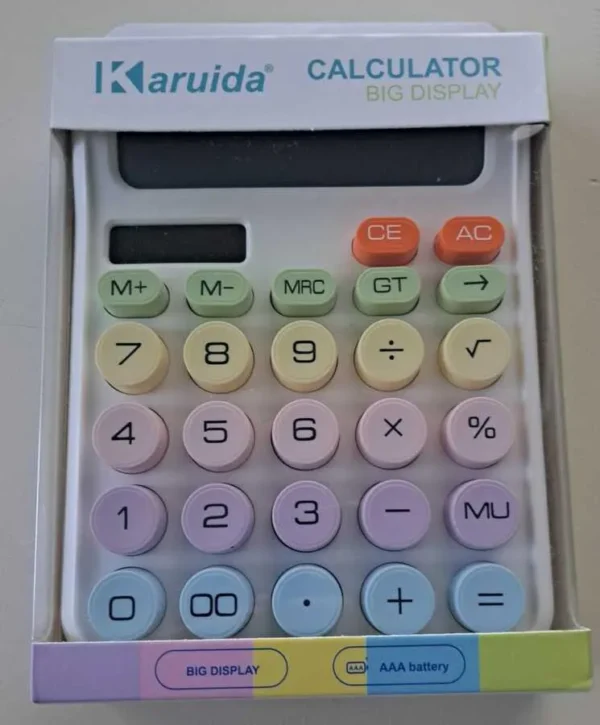 Karuida®
CALCULATOR
BIG DISPLAY
CE AC
M+ M- MRC GT →
7 8 9 ÷ √
4 5 6 × %
1 2 3 − MU
0 00 · + =
BIG DISPLAY AAA AAA battery